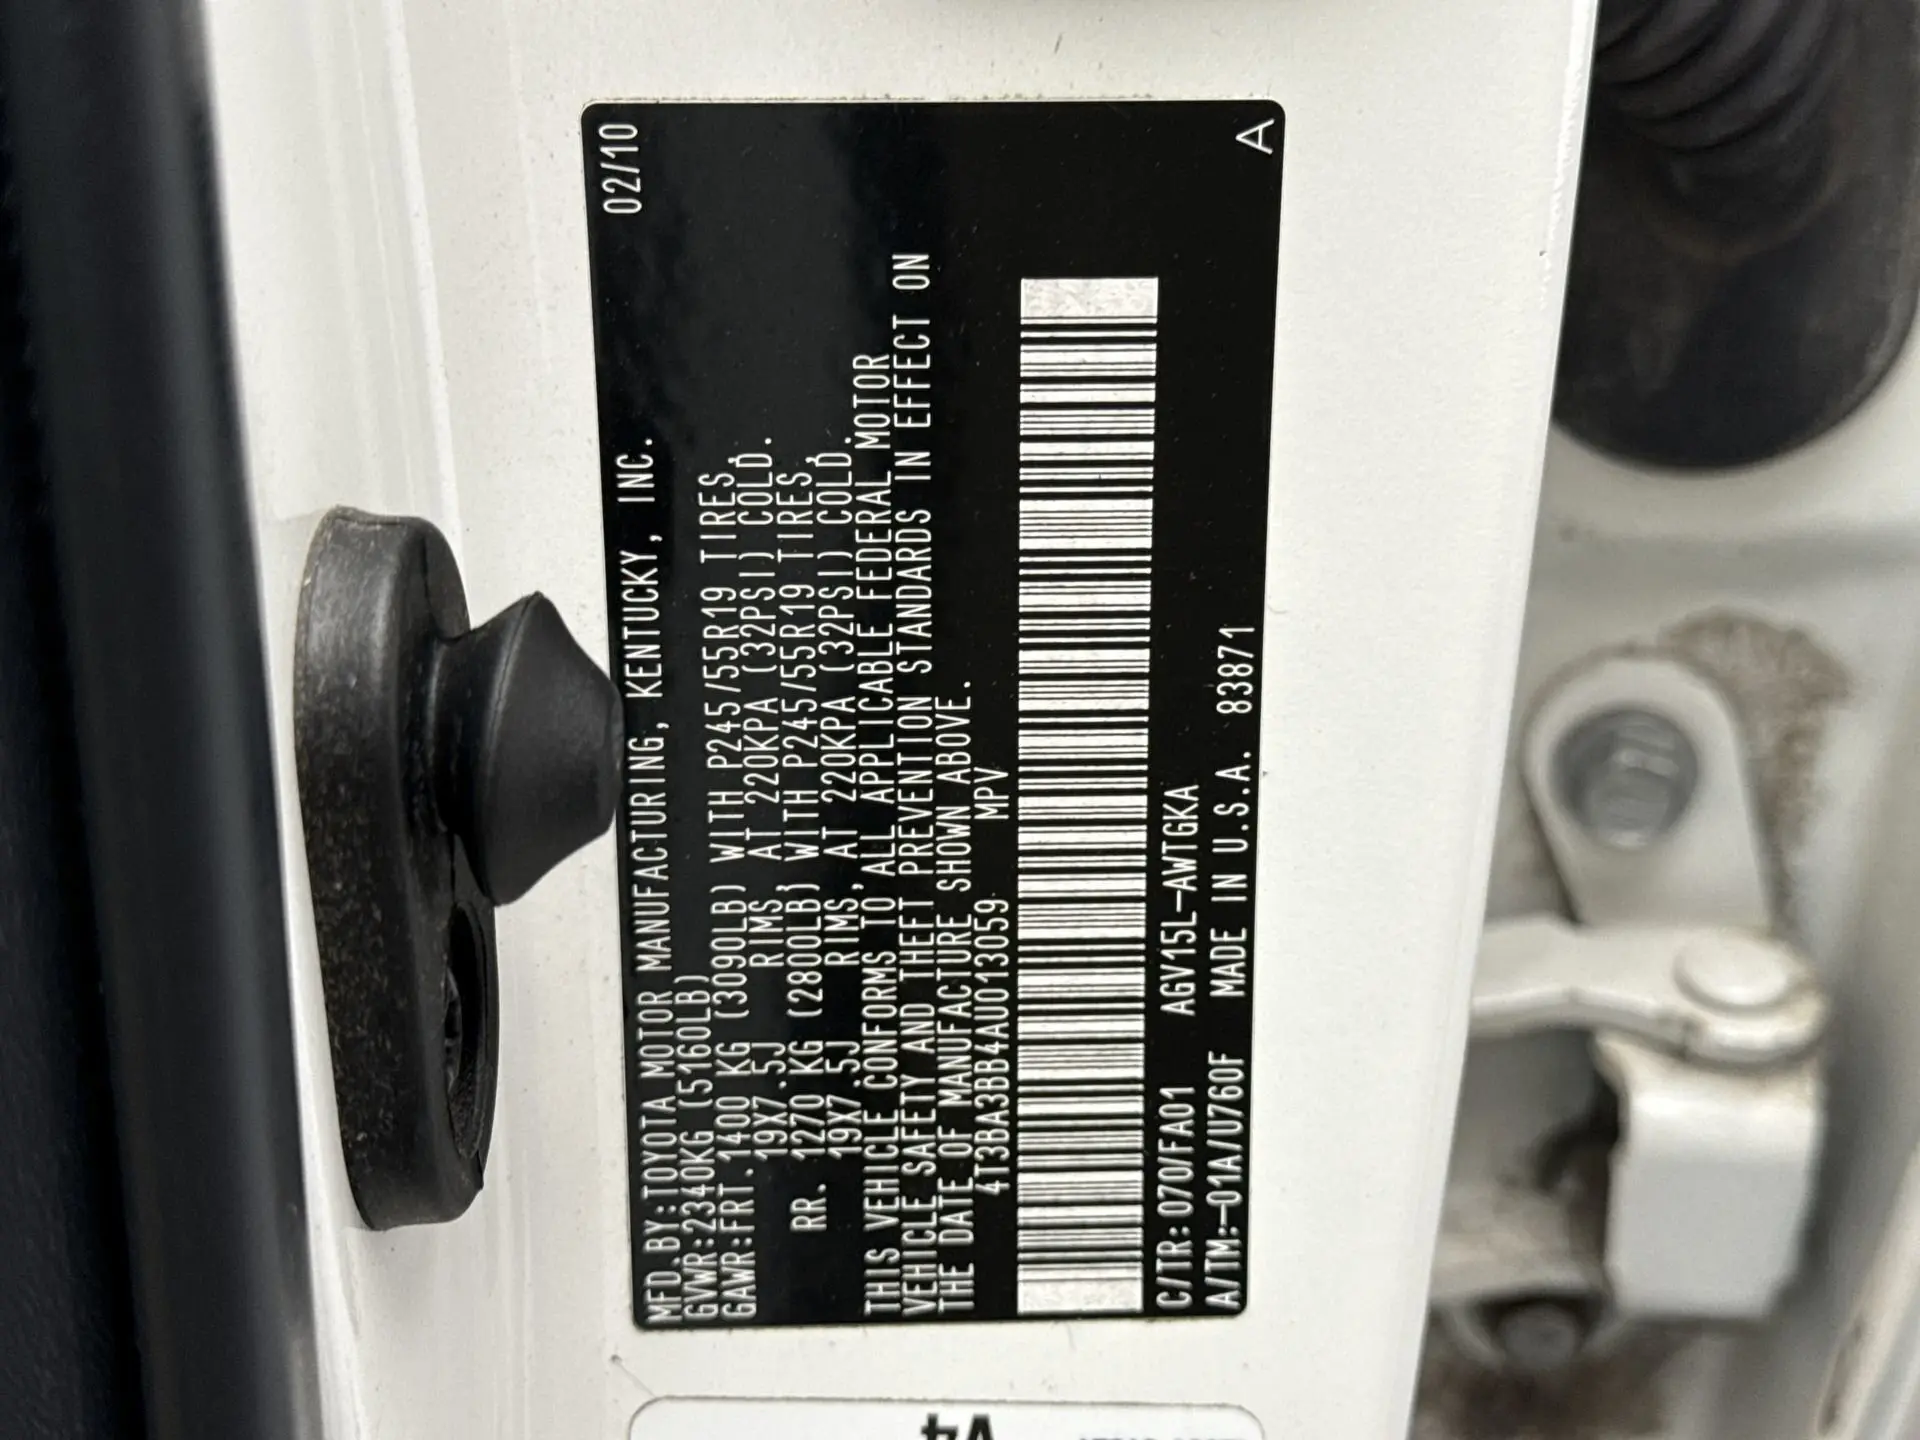 MFD.BY:TOYOTA MOTOR MANUFACTURING, KENTUCKY, INC. 02/10
GVWR:2340KG (5160LB)
GAWR:FRT.1400 KG (3090LB) WITH P245/55R19 TIRES,
19X7.5J RIMS, AT 220KPA (32PSI) COLD.
RR. 1270 KG (2800LB) WITH P245/55R19 TIRES,
19X7.5J RIMS, AT 220KPA (32PSI) COLD.
THIS VEHICLE CONFORMS TO ALL APPLICABLE FEDERAL MOTOR
VEHICLE SAFETY AND THEFT PREVENTION STANDARDS IN EFFECT ON
THE DATE OF MANUFACTURE SHOWN ABOVE.
4T3BA3BB4AU013059 MPV
C/TR:070/FA01 AGV15L-AWTGKA
A/TM:-01A/U760F MADE IN U.S.A. 83871 A